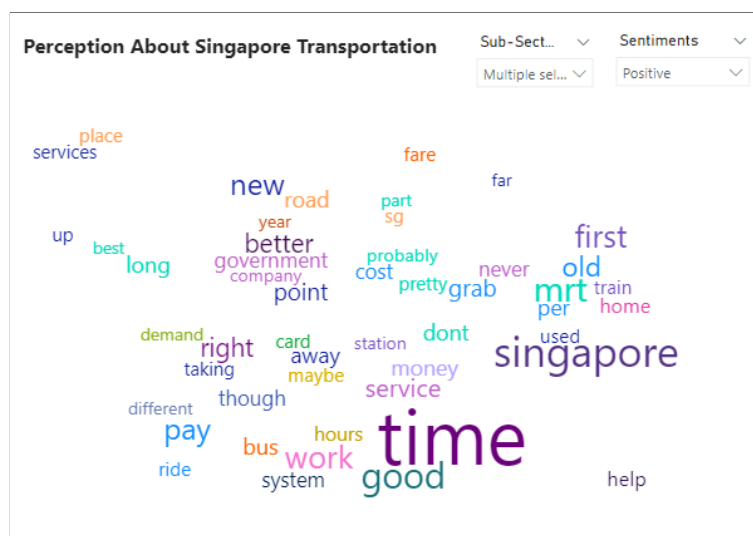 Perception About Singapore Transportation
Sub-Sect...
Sentiments
Multiple sel...
Positive
place
services
fare
far
new
road
part
sg
year
up
best
better
first
long
government
probably
company
cost
pretty
never
old
point
grab
mrt
train
per
home
demand
right
card
station
dont
used
taking
away
maybe
money
singapore
though
service
different
pay
bus
hours
time
work
ride
system
good
help